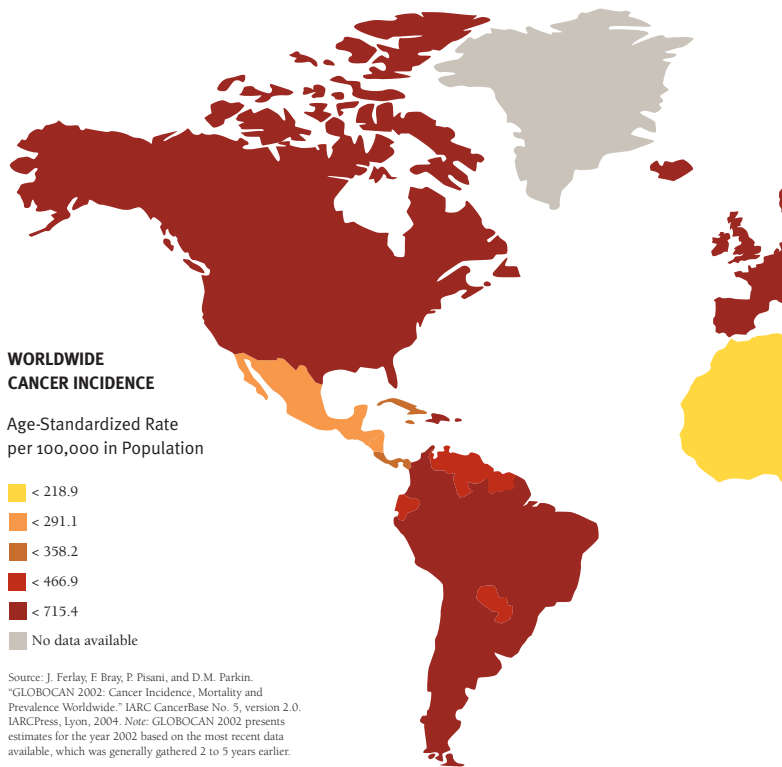 WORLDWIDE
CANCER INCIDENCE
Age-Standardized Rate
per 100,000 in Population
< 218.9
< 291.1
< 358.2
< 466.9
< 715.4
No data available
Source: J. Ferlay, F. Bray, P. Pisani, and D.M. Parkin.
“GLOBOCAN 2002: Cancer Incidence, Mortality and
Prevalence Worldwide.” IARC CancerBase No. 5, version 2.0.
IARCPress, Lyon, 2004. Note: GLOBOCAN 2002 presents
estimates for the year 2002 based on the most recent data
available, which was generally gathered 2 to 5 years earlier.